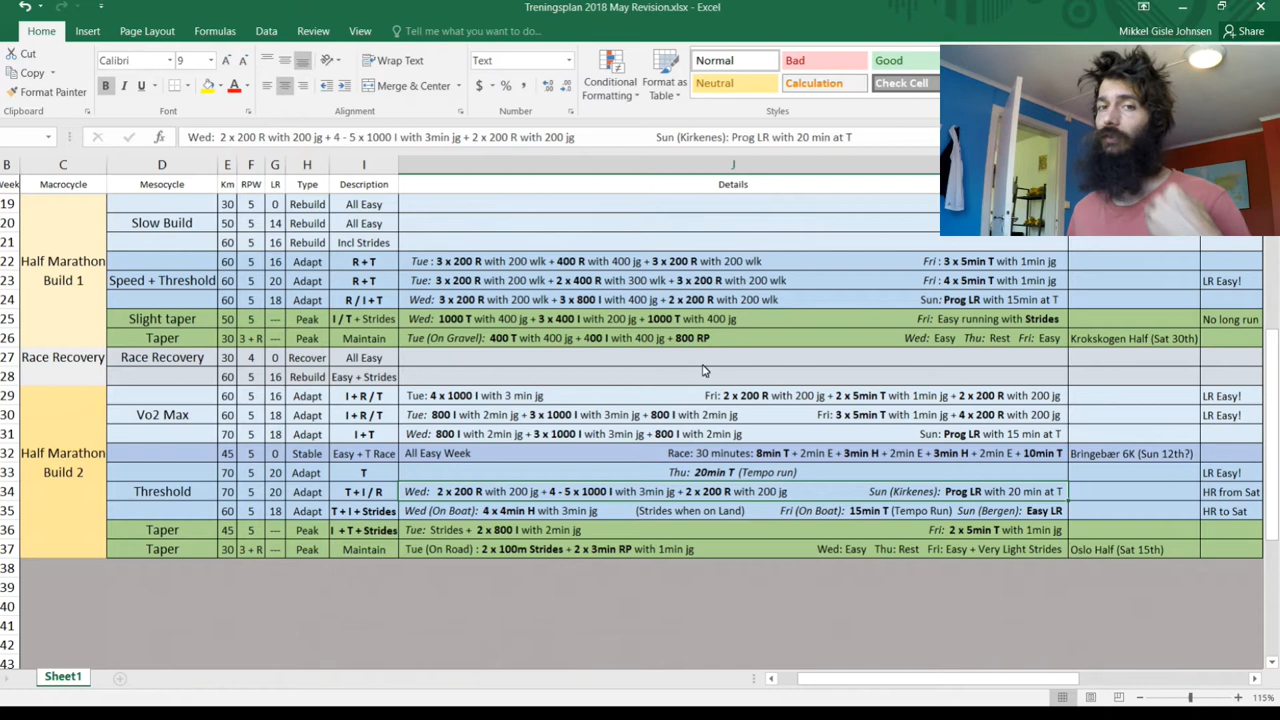 Treningsplan 2018 May Revision.xlsx - Excel
Home Insert Page Layout Formulas Data Review View Tell me what you want to do... Mikkel Gisle Johnsen Share
Cut
Copy
Format Painter
Clipboard
Calibri 9
B I U
Font
Wrap Text
Merge & Center
Alignment
Text
$ % ,
Number
Conditional Formatting
Format as Table
Normal Bad Good
Neutral Calculation Check Cell
Styles
Wed: 2 x 200 R with 200 jg + 4 - 5 x 1000 I with 3min jg + 2 x 200 R with 200 jg Sun (Kirkenes): Prog LR with 20 min at T
B C D E F G H I J
Week Macrocycle Mesocycle Km RPW LR Type Description Details
19 30 5 0 Rebuild All Easy
20 Slow Build 50 5 14 Rebuild All Easy
21 60 5 16 Rebuild Incl Strides
22 Half Marathon 60 5 16 Adapt R + T Tue: 3 x 200 R with 200 wlk + 400 R with 400 jg + 3 x 200 R with 200 wlk Fri: 3 x 5min T with 1min jg
23 Build 1 Speed + Threshold 60 5 20 Adapt R + T Tue: 3 x 200 R with 200 wlk + 2 x 400 R with 300 wlk + 3 x 200 R with 200 wlk Fri: 4 x 5min T with 1min jg LR Easy!
24 60 5 18 Adapt R / I + T Wed: 3 x 200 R with 200 wlk + 3 x 800 I with 400 jg + 2 x 200 R with 200 wlk Sun: Prog LR with 15min at T
25 Slight taper 50 5 --- Peak I / T + Strides Wed: 1000 T with 400 jg + 3 x 400 I with 200 jg + 1000 T with 400 jg Fri: Easy running with Strides No long run
26 Taper 30 3 + R --- Peak Maintain Tue (On Gravel): 400 T with 400 jg + 400 I with 400 jg + 800 RP Wed: Easy Thu: Rest Fri: Easy Krokskogen Half (Sat 30th)
27 Race Recovery Race Recovery 30 4 0 Recover All Easy
28 60 5 16 Rebuild Easy + Strides
29 60 5 16 Adapt I + R / T Tue: 4 x 1000 I with 3 min jg Fri: 2 x 200 R with 200 jg + 2 x 5min T with 1min jg + 2 x 200 R with 200 jg LR Easy!
30 Vo2 Max 60 5 18 Adapt I + R / T Tue: 800 I with 2min jg + 3 x 1000 I with 3min jg + 800 I with 2min jg Fri: 3 x 5min T with 1min jg + 4 x 200 R with 200 jg LR Easy!
31 70 5 18 Adapt I + T Wed: 800 I with 2min jg + 3 x 1000 I with 3min jg + 800 I with 2min jg Sun: Prog LR with 15 min at T
32 Half Marathon 45 5 0 Stable Easy + T Race All Easy Week Race: 30 minutes: 8min T + 2min E + 3min H + 2min E + 3min H + 2min E + 10min T Bringebær 6K (Sun 12th?)
33 Build 2 70 5 20 Adapt T Thu: 20min T (Tempo run) LR Easy!
34 Threshold 70 5 20 Adapt T + I / R Wed: 2 x 200 R with 200 jg + 4 - 5 x 1000 I with 3min jg + 2 x 200 R with 200 jg Sun (Kirkenes): Prog LR with 20 min at T HR from Sat
35 60 5 18 Adapt T + I + Strides Wed (On Boat): 4 x 4min H with 3min jg (Strides when on Land) Fri (On Boat): 15min T (Tempo Run) Sun (Bergen): Easy LR HR to Sat
36 Taper 45 5 --- Peak I + T + Strides Tue: Strides + 2 x 800 I with 2min jg Fri: 2 x 5min T with 1min jg
37 Taper 30 3 + R --- Peak Maintain Tue (On Road) : 2 x 100m Strides + 2 x 3min RP with 1min jg Wed: Easy Thu: Rest Fri: Easy + Very Light Strides Oslo Half (Sat 15th)
38
39
40
41
42
43
Sheet1
115%